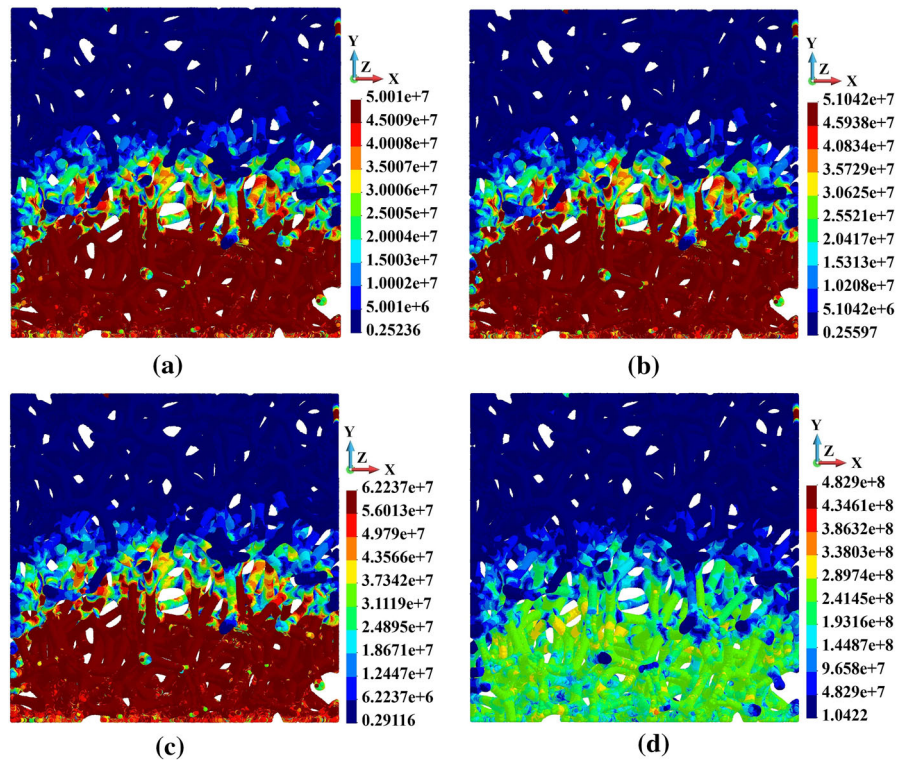 Y
Z
X
5.001e+7
4.5009e+7
4.0008e+7
3.5007e+7
3.0006e+7
2.5005e+7
2.0004e+7
1.5003e+7
1.0002e+7
5.001e+6
0.25236
(a)
Y
Z
X
5.1042e+7
4.5938e+7
4.0834e+7
3.5729e+7
3.0625e+7
2.5521e+7
2.0417e+7
1.5313e+7
1.0208e+7
5.1042e+6
0.25597
(b)
Y
Z
X
6.2237e+7
5.6013e+7
4.979e+7
4.3566e+7
3.7342e+7
3.1119e+7
2.4895e+7
1.8671e+7
1.2447e+7
6.2237e+6
0.29116
(c)
Y
Z
X
4.829e+8
4.3461e+8
3.8632e+8
3.3803e+8
2.8974e+8
2.4145e+8
1.9316e+8
1.4487e+8
9.658e+7
4.829e+7
1.0422
(d)